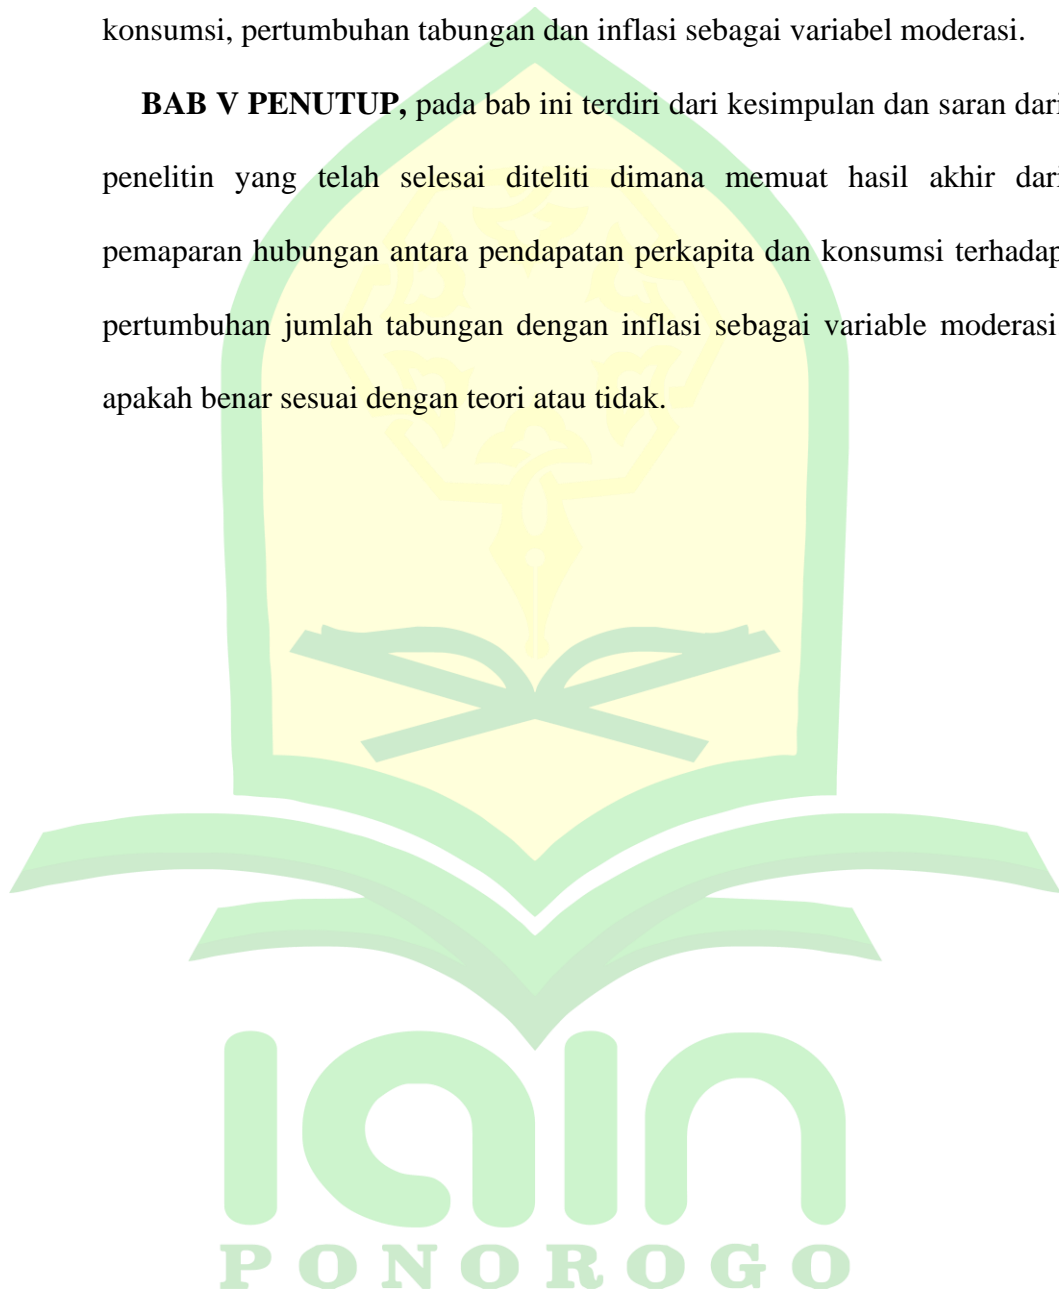 konsumsi, pertumbuhan tabungan dan inflasi sebagai variabel moderasi.
BAB V PENUTUP, pada bab ini terdiri dari kesimpulan dan saran dari
penelitin yang telah selesai diteliti dimana memuat hasil akhir dari
pemaparan hubungan antara pendapatan perkapita dan konsumsi terhadap
pertumbuhan jumlah tabungan dengan inflasi sebagai variable moderasi
apakah benar sesuai dengan teori atau tidak.
iain
PONOROGO